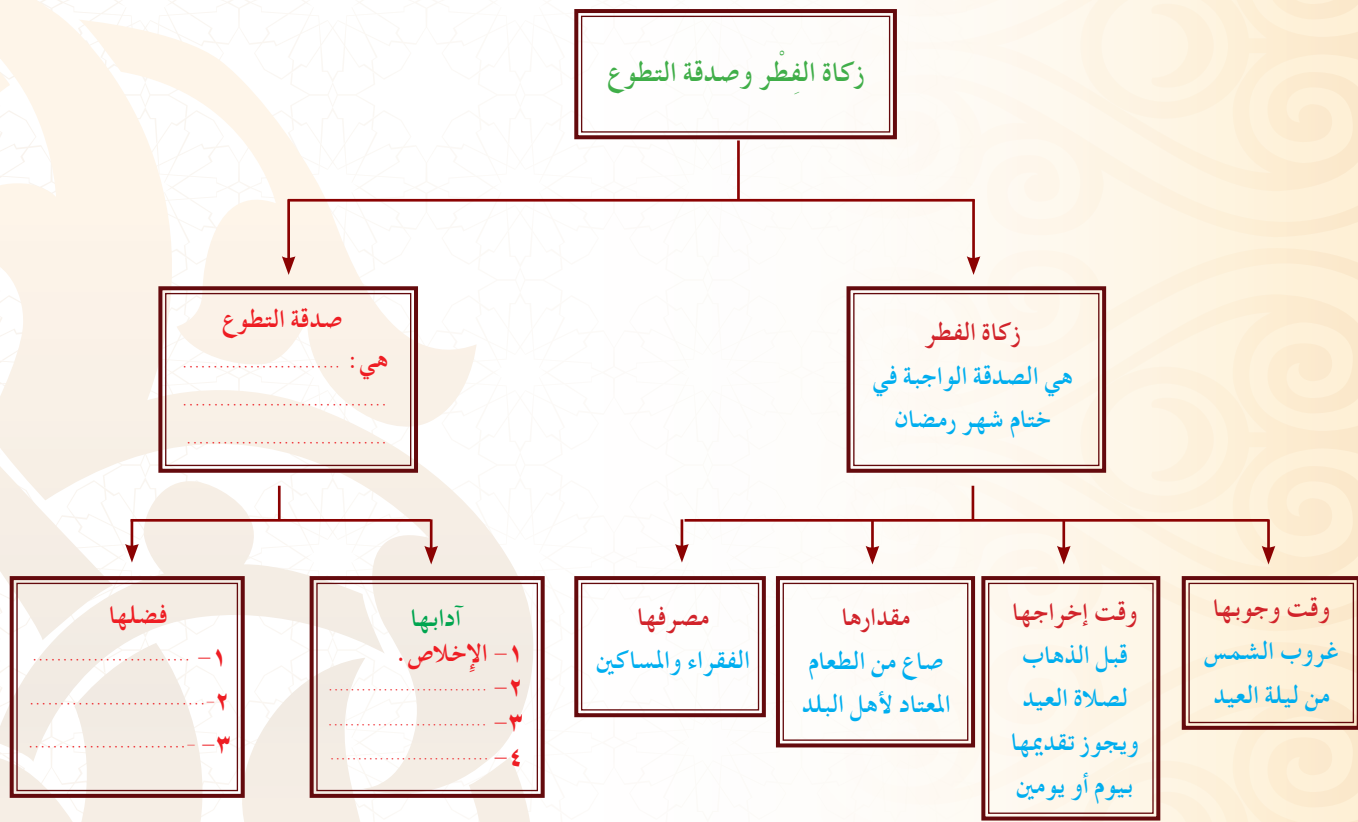 زكاة الفِطْر وصدقة التطوع
زكاة الفطر
هي الصدقة الواجبة في
ختام شهر رمضان
صدقة التطوع
هي : ........................
...............................
...............................
وقت وجوبها
غروب الشمس
من ليلة العيد
وقت إخراجها
قبل الذهاب
لصلاة العيد
ويجوز تقديمها
بيوم أو يومين
مقدارها
صاع من الطعام
المعتاد لأهل البلد
مصرفها
الفقراء والمساكين
آدابها
١- الإِخلاص .
٢- ........................
٣- ........................
٤- ........................
فضلها
١- ........................
٢- ........................
٣- ........................